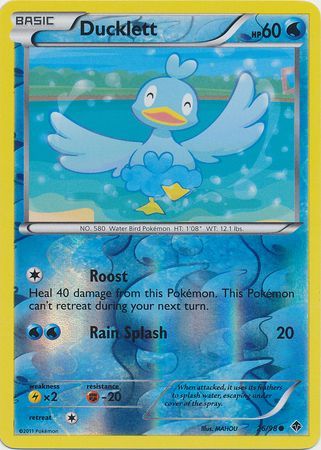 BASIC
Ducklett
HP60
NO. 580 Water Bird Pokémon HT: 1'08" WT: 12.1 lbs.
Roost
Heal 40 damage from this Pokémon. This Pokémon
can't retreat during your next turn.
Rain Splash 20
weakness
×2
resistance
-20
retreat
When attacked, it uses its feathers
to splash water, escaping under
cover of the spray.
©2011 Pokémon
Illus. MAHOU
26/98